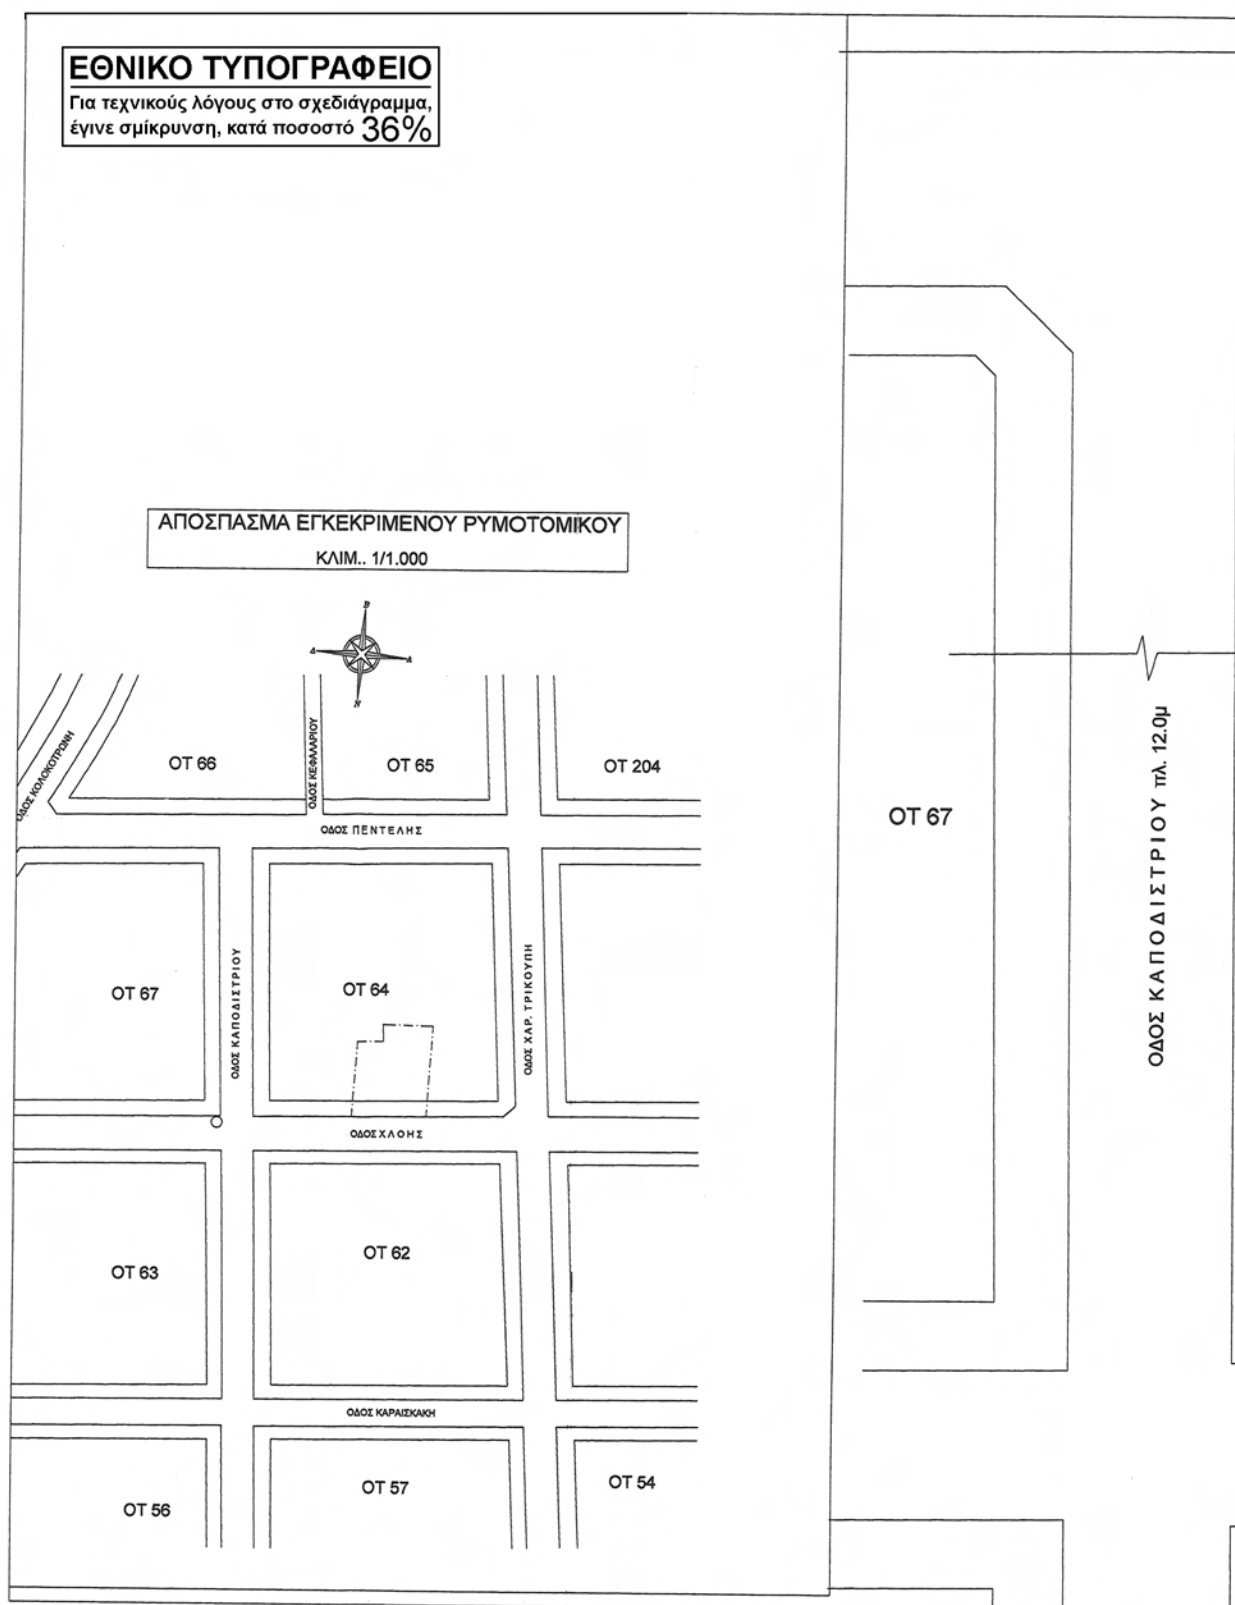 ΕΘΝΙΚΟ ΤΥΠΟΓΡΑΦΕΙΟ
Για τεχνικούς λόγους στο σχεδιάγραμμα,
έγινε σμίκρυνση, κατά ποσοστό 36%
ΑΠΟΣΠΑΣΜΑ ΕΓΚΕΚΡΙΜΕΝΟΥ ΡΥΜΟΤΟΜΙΚΟΥ
ΚΛΙΜ.. 1/1.000
Β
Δ
Α
Ν
ΟΔΟΣ ΚΟΛΟΚΟΤΡΩΝΗ
ΟΤ 66
ΟΔΟΣ ΚΕΦΑΛΑΡΙΟΥ
ΟΤ 65
ΟΤ 204
ΟΔΟΣ ΠΕΝΤΕΛΗΣ
ΟΤ 67
ΟΔΟΣ ΚΑΠΟΔΙΣΤΡΙΟΥ
ΟΤ 64
ΟΔΟΣ ΧΑΡ. ΤΡΙΚΟΥΠΗ
ΟΔΟΣ ΧΛΟΗΣ
ΟΤ 63
ΟΤ 62
ΟΔΟΣ ΚΑΡΑΙΣΚΑΚΗ
ΟΤ 56
ΟΤ 57
ΟΤ 54
ΟΤ 67
ΟΔΟΣ ΚΑΠΟΔΙΣΤΡΙΟΥ πλ. 12.0μ